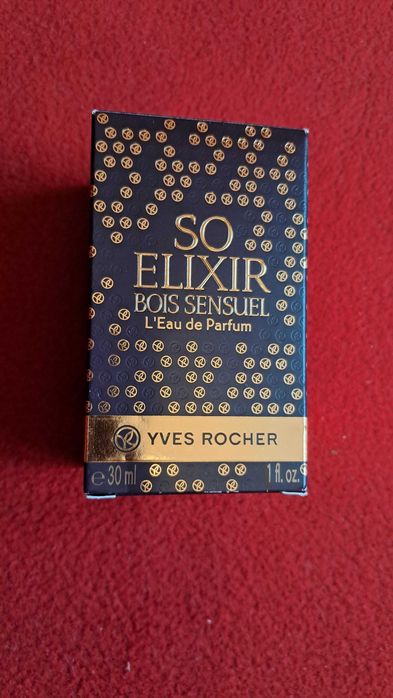 SO
ELIXIR
BOIS SENSUEL
L'Eau de Parfum
YVES ROCHER
℮ 30 ml 1 fl. oz.